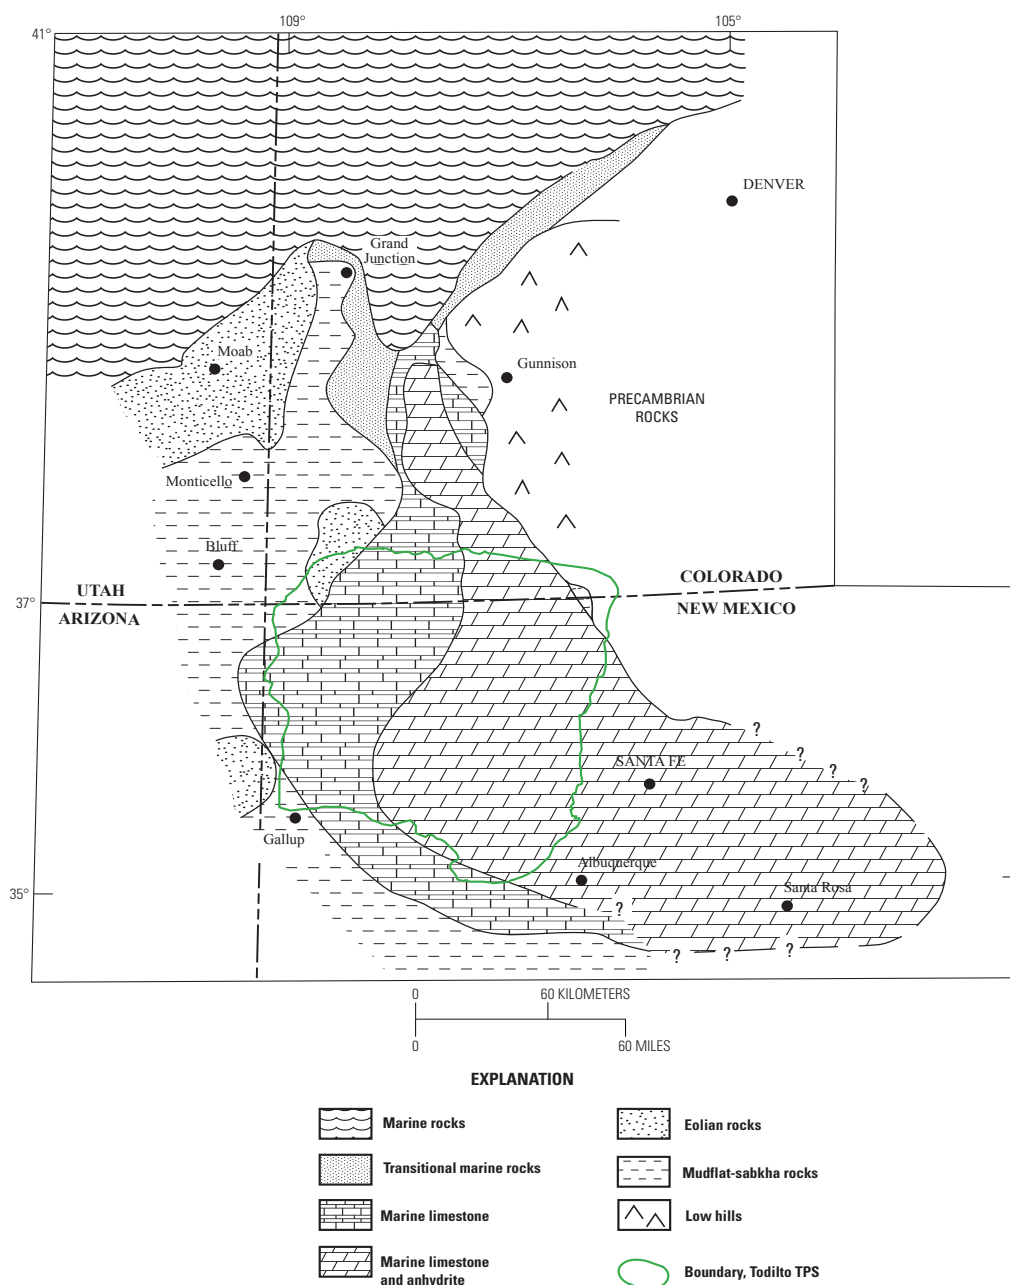 109°
105°
41°
DENVER
Grand
Junction
Moab
Gunnison
PRECAMBRIAN
ROCKS
Monticello
Bluff
UTAH
COLORADO
37°
ARIZONA
NEW MEXICO
?
?
SANTA FE
?
?
Gallup
Albuquerque
35°
Santa Rosa
?
?
?
?
0
60 KILOMETERS
0
60 MILES
EXPLANATION
Marine rocks
Eolian rocks
Transitional marine rocks
Mudflat-sabkha rocks
Marine limestone
Low hills
Marine limestone
and anhydrite
Boundary, Todilto TPS